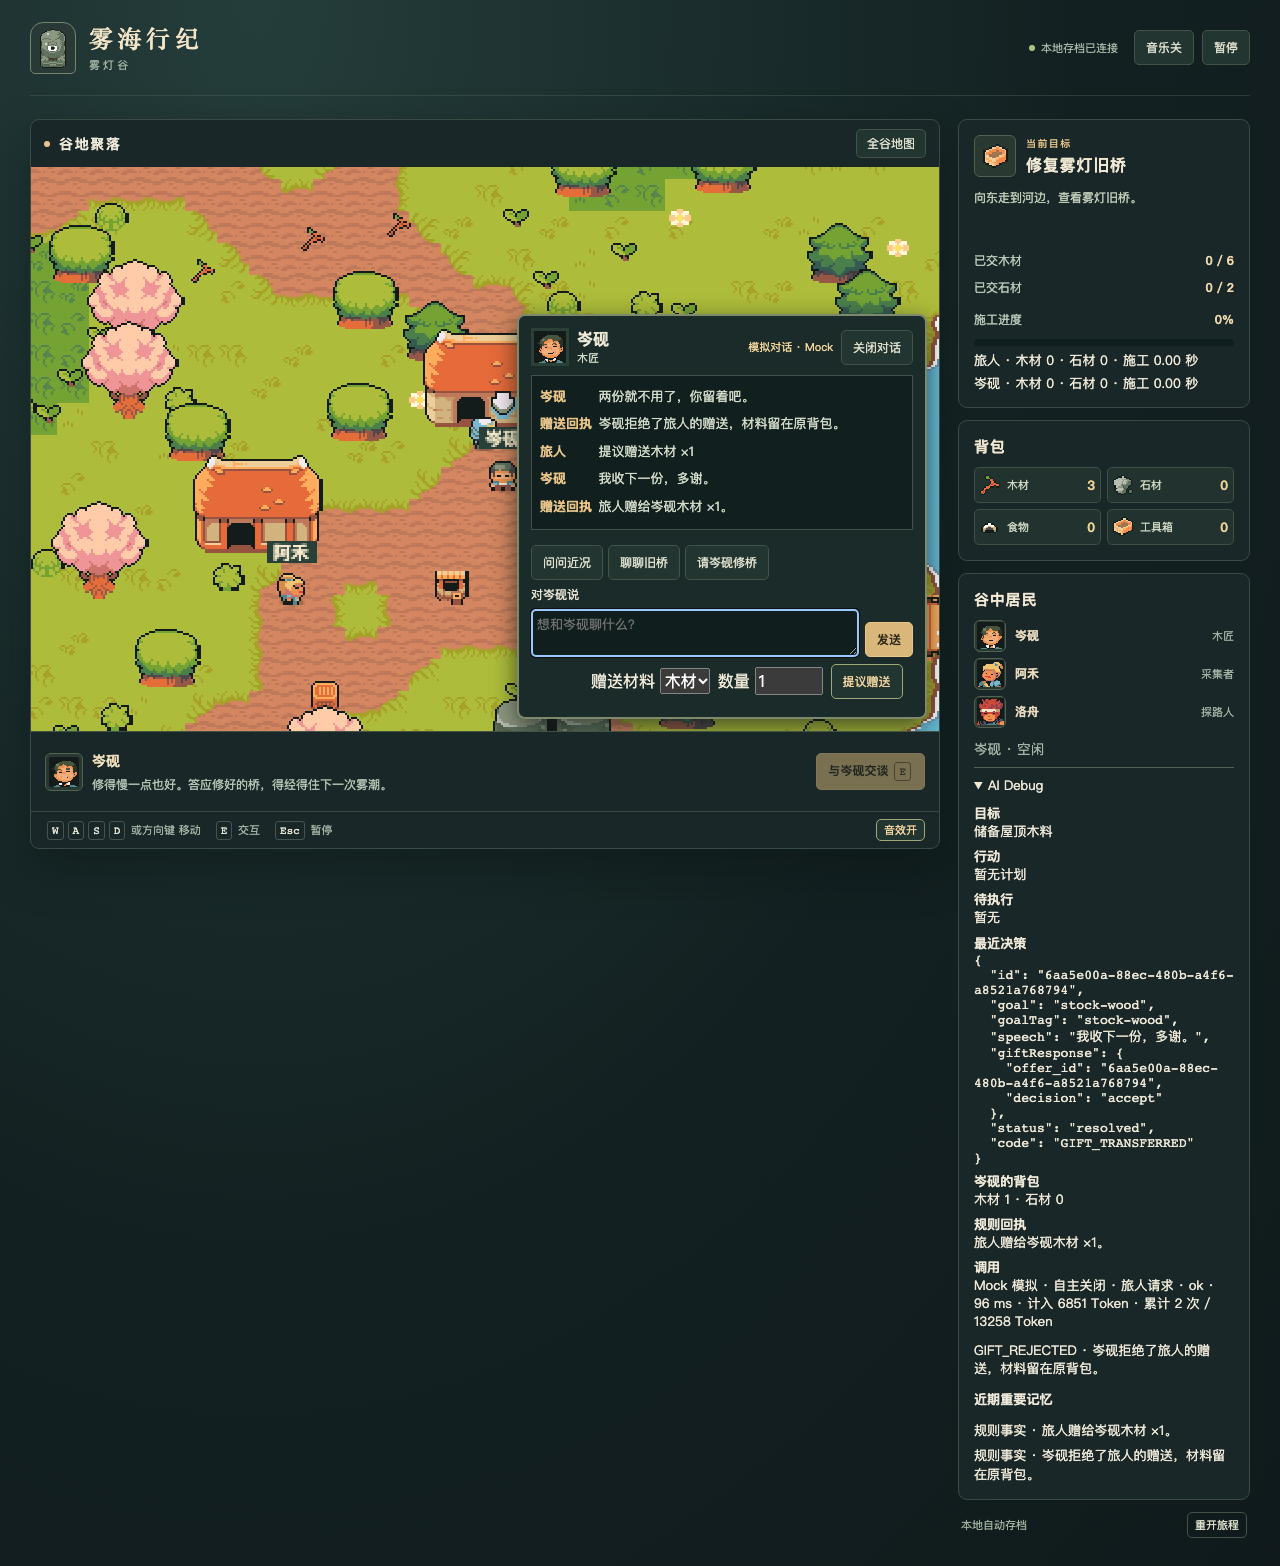 雾海行纪
雾灯谷
本地存档已连接
音乐关
暂停
谷地聚落
全谷地图
岑砚
阿禾
岑砚
木匠
模拟对话 · Mock
关闭对话
岑砚 两份就不用了，你留着吧。
赠送回执 岑砚拒绝了旅人的赠送，材料留在原背包。
旅人 提议赠送木材 ×1
岑砚 我收下一份，多谢。
赠送回执 旅人赠给岑砚木材 ×1。
问问近况
聊聊旧桥
请岑砚修桥
对岑砚说
想和岑砚聊什么？
发送
赠送材料 木材 数量 1 提议赠送
岑砚
修得慢一点也好。答应修好的桥，得经得住下一次雾潮。
与岑砚交谈 E
W A S D 或方向键 移动 E 交互 Esc 暂停
音效开
当前目标
修复雾灯旧桥
向东走到河边，查看雾灯旧桥。
已交木材 0 / 6
已交石材 0 / 2
施工进度 0%
旅人 · 木材 0 · 石材 0 · 施工 0.00 秒
岑砚 · 木材 0 · 石材 0 · 施工 0.00 秒
背包
木材 3 石材 0
食物 0 工具箱 0
谷中居民
岑砚 木匠
阿禾 采集者
洛舟 探路人
岑砚 · 空闲
▼ AI Debug
目标
储备屋顶木料
行动
暂无计划
待执行
暂无
最近决策
{
"id": "6aa5e00a-88ec-480b-a4f6-
a8521a768794",
"goal": "stock-wood",
"goalTag": "stock-wood",
"speech": "我收下一份，多谢。",
"giftResponse": {
"offer_id": "6aa5e00a-88ec-
480b-a4f6-a8521a768794",
"decision": "accept"
},
"status": "resolved",
"code": "GIFT_TRANSFERRED"
}
岑砚的背包
木材 1 · 石材 0
规则回执
旅人赠给岑砚木材 ×1。
调用
Mock 模拟 · 自主关闭 · 旅人请求 · ok ·
96 ms · 计入 6851 Token · 累计 2 次 /
13258 Token
GIFT_REJECTED · 岑砚拒绝了旅人的赠
送，材料留在原背包。
近期重要记忆
规则事实 · 旅人赠给岑砚木材 ×1。
规则事实 · 岑砚拒绝了旅人的赠送，材料留
在原背包。
本地自动存档
重开旅程